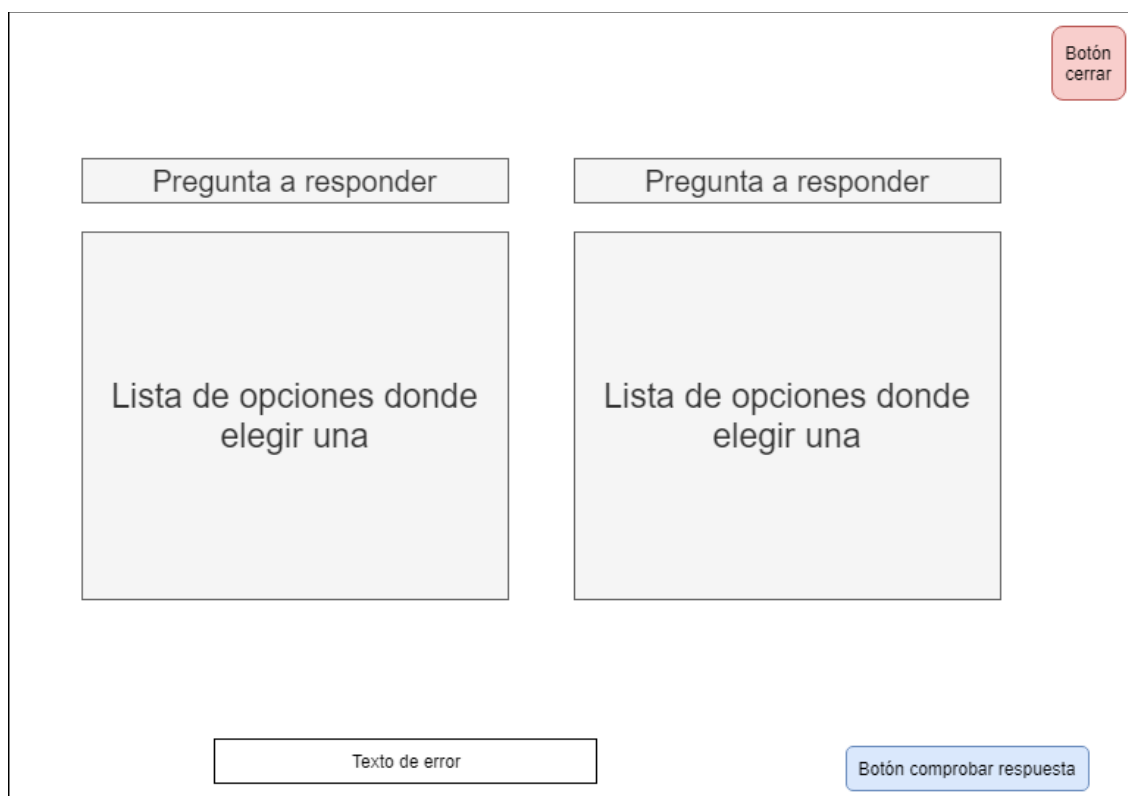 Botón
cerrar
Pregunta a responder
Pregunta a responder
Lista de opciones donde
elegir una
Lista de opciones donde
elegir una
Texto de error
Botón comprobar respuesta